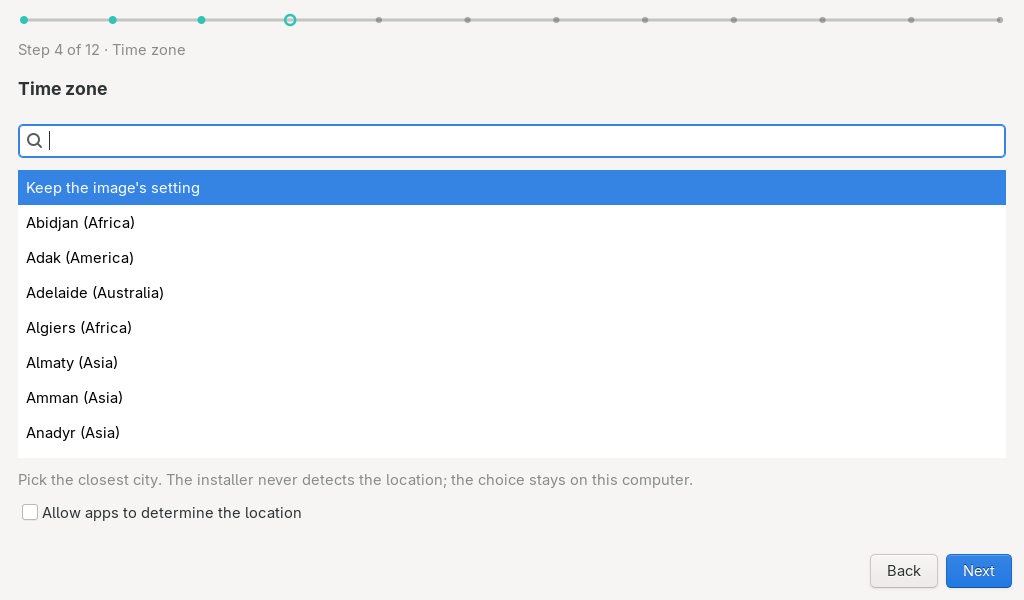 Step 4 of 12 · Time zone
Time zone
Keep the image's setting
Abidjan (Africa)
Adak (America)
Adelaide (Australia)
Algiers (Africa)
Almaty (Asia)
Amman (Asia)
Anadyr (Asia)
Pick the closest city. The installer never detects the location; the choice stays on this computer.
Allow apps to determine the location
Back
Next